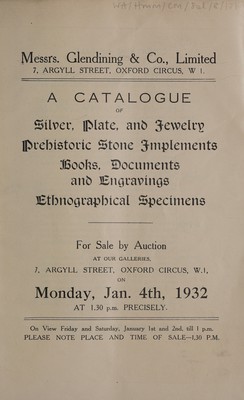 Messrs. Glendining & Co., Limited
7, ARGYLL STREET, OXFORD CIRCUS, W 1.
A CATALOGUE
OF
Silver, Plate, and Jewelry
Prehistoric Stone Implements
Books, Documents
and Engravings
Ethnographical Specimens
For Sale by Auction
AT OUR GALLERIES,
7, ARGYLL STREET, OXFORD CIRCUS, W.1,
ON
Monday, Jan. 4th, 1932
AT 1.30 p.m. PRECISELY.
On View Friday and Saturday, January 1st and 2nd, till 1 p.m.
PLEASE NOTE PLACE AND TIME OF SALE—1.30 P.M.